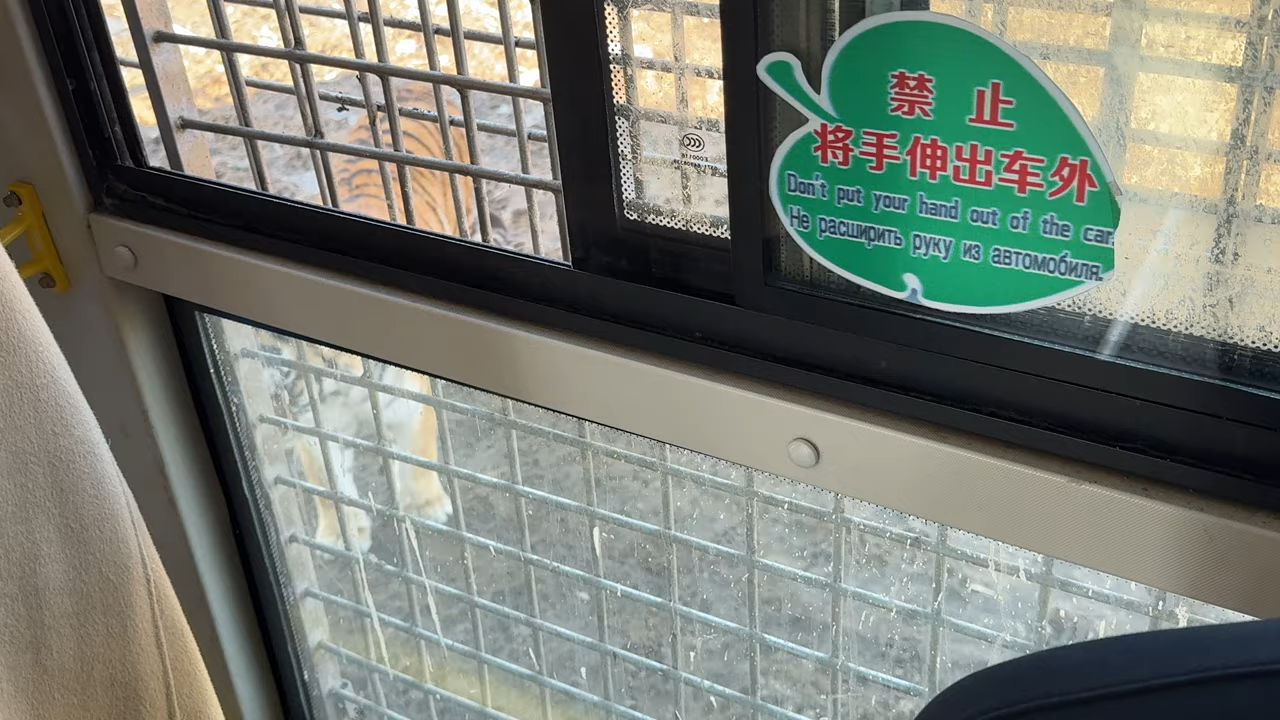 禁止
将手伸出车外
Don't put your hand out of the car
Не расширить руку из автомобиля.